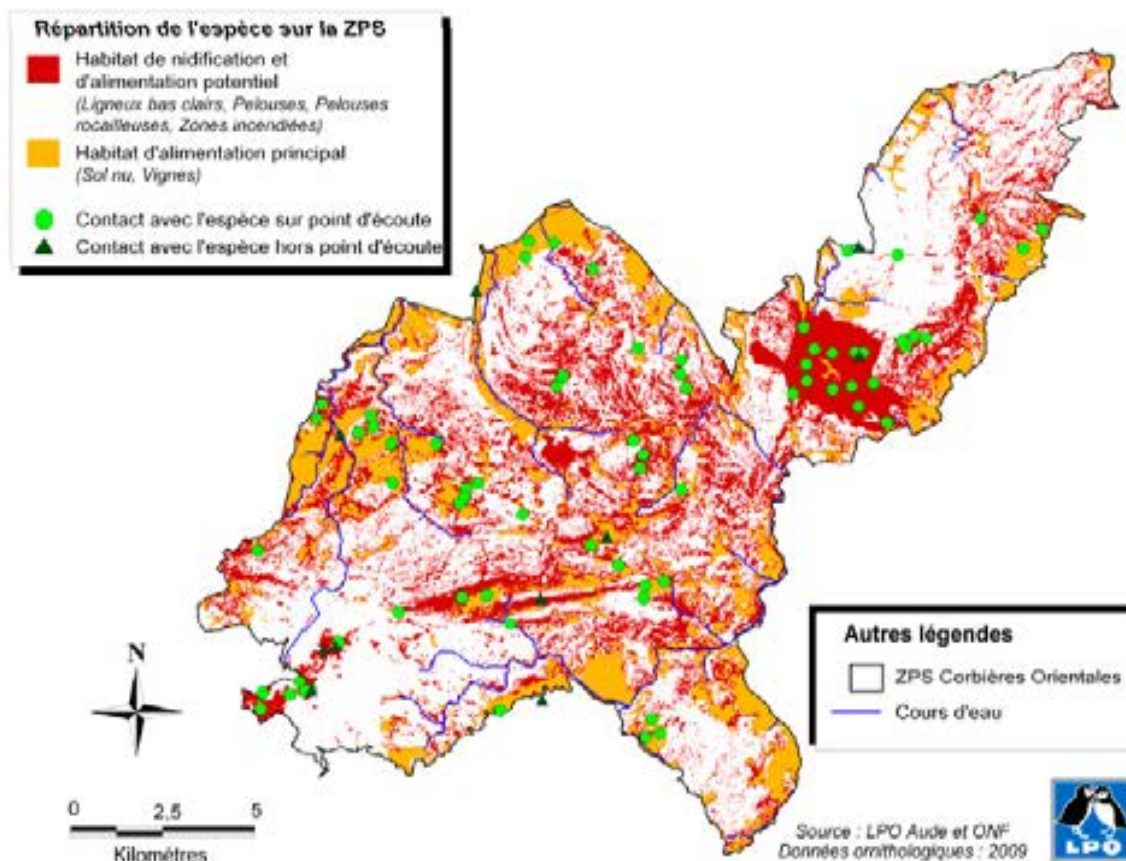 Répartition de l'espèce sur la ZPS
Habitat de nidification et
d'alimentation potentiel
(Ligneux bas clairs, Pelouses, Pelouses
rocailleuses, Zones incendiées)
Habitat d'alimentation principal
(Sol nu, Vignes)
Contact avec l'espèce sur point d'écoute
Contact avec l'espèce hors point d'écoute
N
0 2,5 5
Kilométres
Autres légendes
ZPS Corbières Orientales
Cours d'eau
Source : LPO Aude et ONF
Données ornithologiques : 2009
LPO